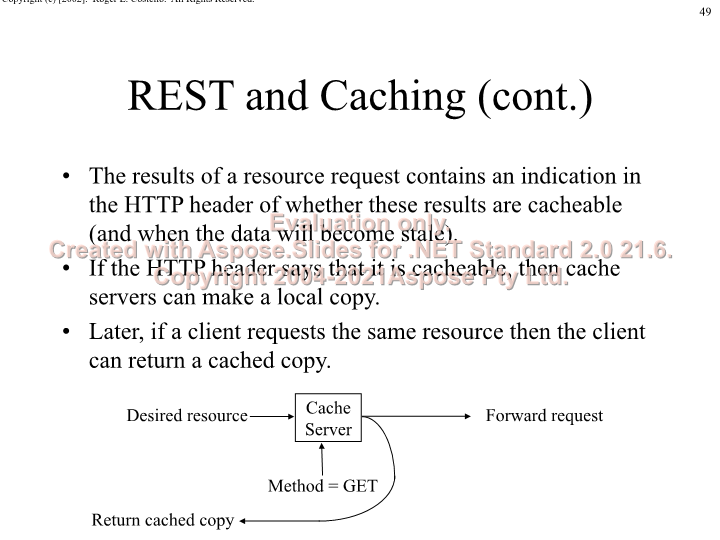 Copyright (c) [2002]. Roger L. Costello. All Rights Reserved.
49
REST and Caching (cont.)
• The results of a resource request contains an indication in
the HTTP header of whether these results are cacheable
(and when the data will become stale).
• If the HTTP header says that it is cacheable, then cache
servers can make a local copy.
• Later, if a client requests the same resource then the client
can return a cached copy.
Evaluation only.
Created with Aspose.Slides for .NET Standard 2.0 21.6.
Copyright 2004-2021Aspose Pty Ltd.
Desired resource
Cache
Server
Forward request
Method = GET
Return cached copy